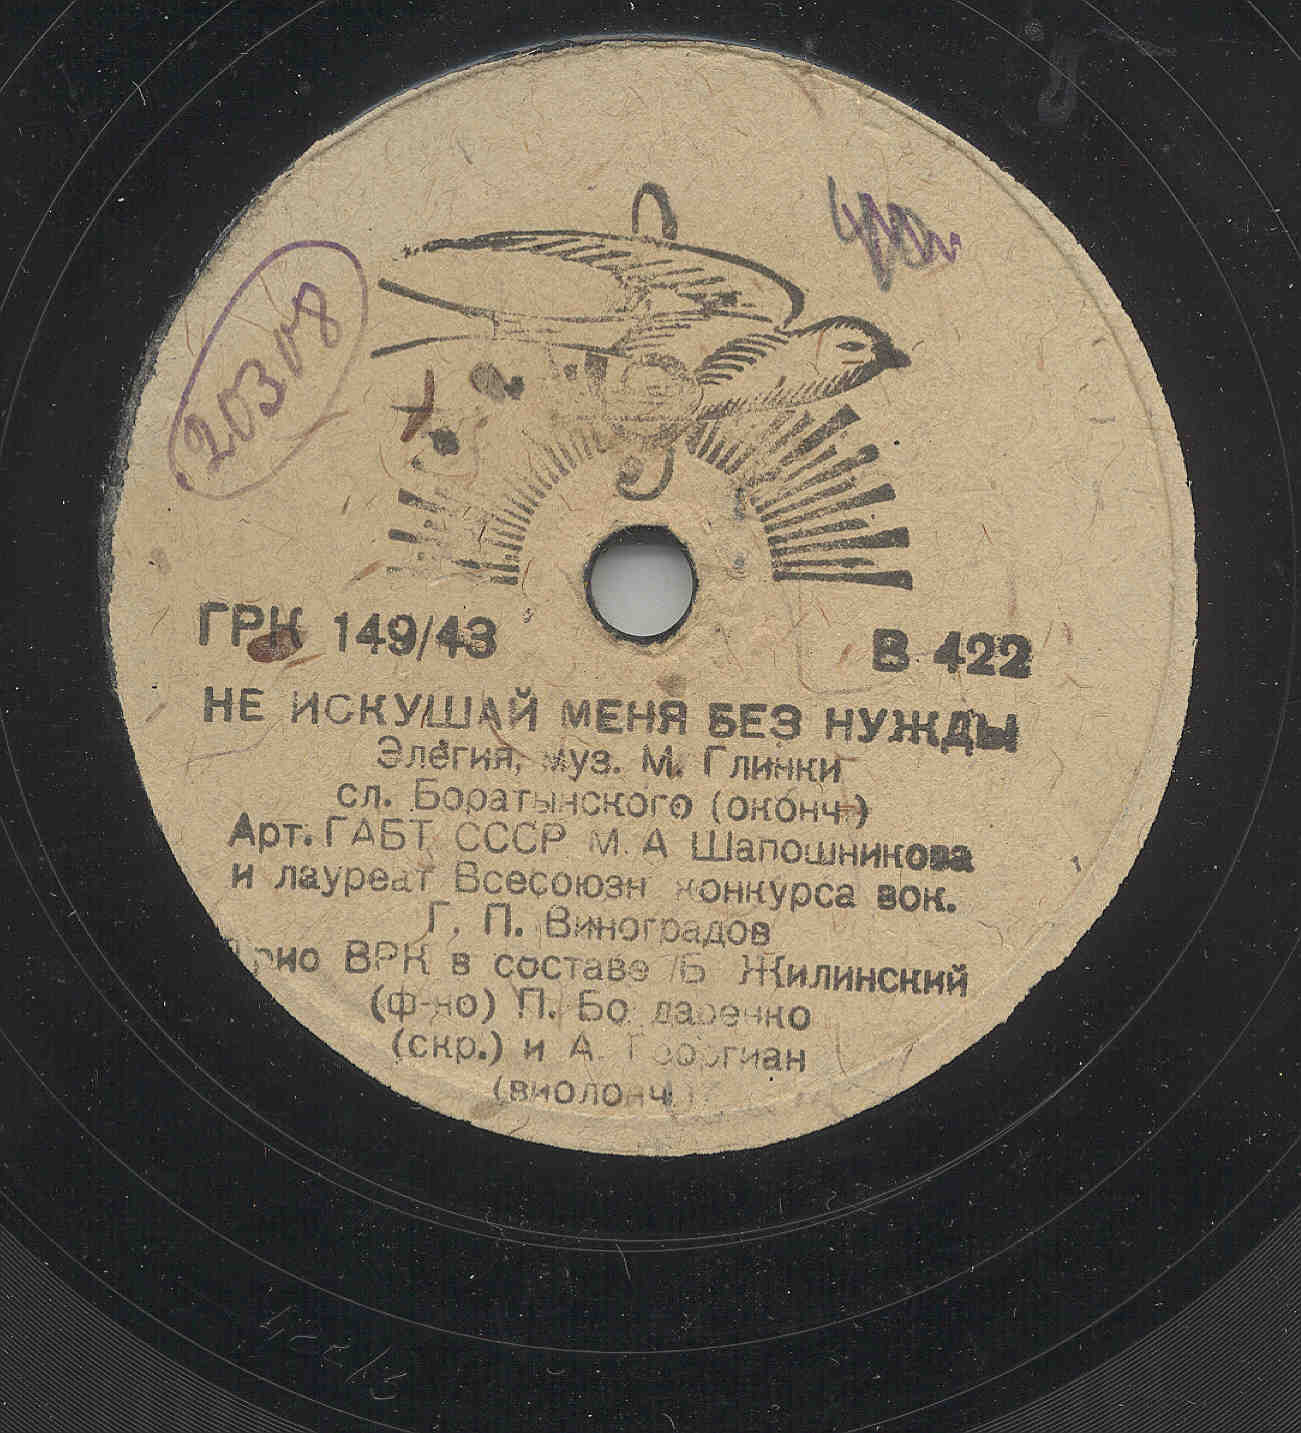 20308
ГРК 149/43
В 422
НЕ ИСКУШАЙ МЕНЯ БЕЗ НУЖДЫ
Элегия, муз. М. Глинки
сл. Боратынского (оконч.)
Арт. ГАБТ СССР М. А Шапошникова
и лауреат Всесоюзн конкурса вок.
Г. П. Виноградов
Трио ВРК в составе Б Жилинский
(ф-но) П. Бондаренко
(скр.) и А. Георгиан
(виолонч.)